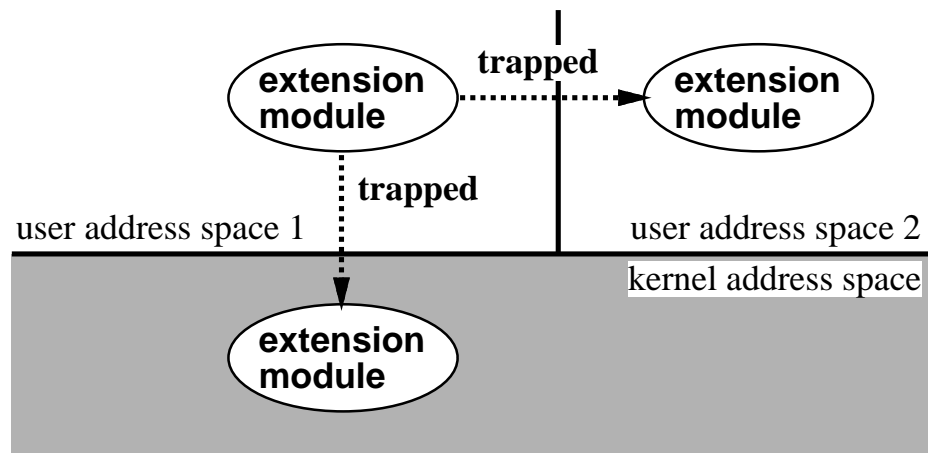 extension
module
trapped
extension
module
trapped
user address space 1
user address space 2
kernel address space
extension
module